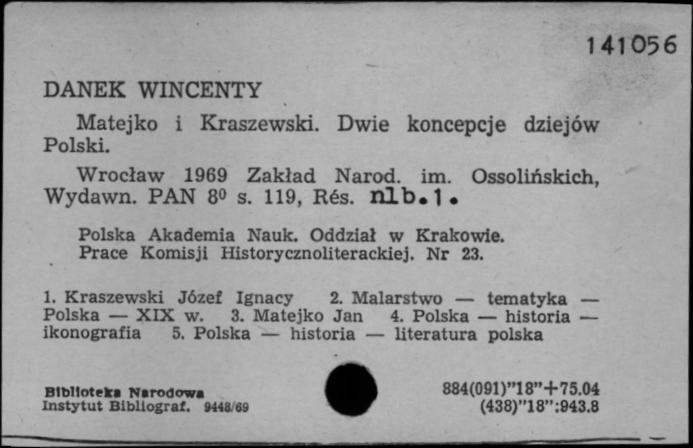 141056
DANEK WINCENTY
Matejko i Kraszewski. Dwie koncepcje dziejów
Polski.
Wrocław 1969 Zakład Narod. im. Ossolińskich,
Wydawn. PAN 8⁰ s. 119, Rés. nlb.1.
Polska Akademia Nauk. Oddział w Krakowie.
Prace Komisji Historycznoliterackiej. Nr 23.
1. Kraszewski Józef Ignacy 2. Malarstwo — tematyka —
Polska — XIX w. 3. Matejko Jan 4. Polska — historia —
ikonografia 5. Polska — historia — literatura polska
Biblioteka Narodowa
Instytut Bibliograf. 9448/69
884(091)”18”+75.04
(438)”18”:943.8